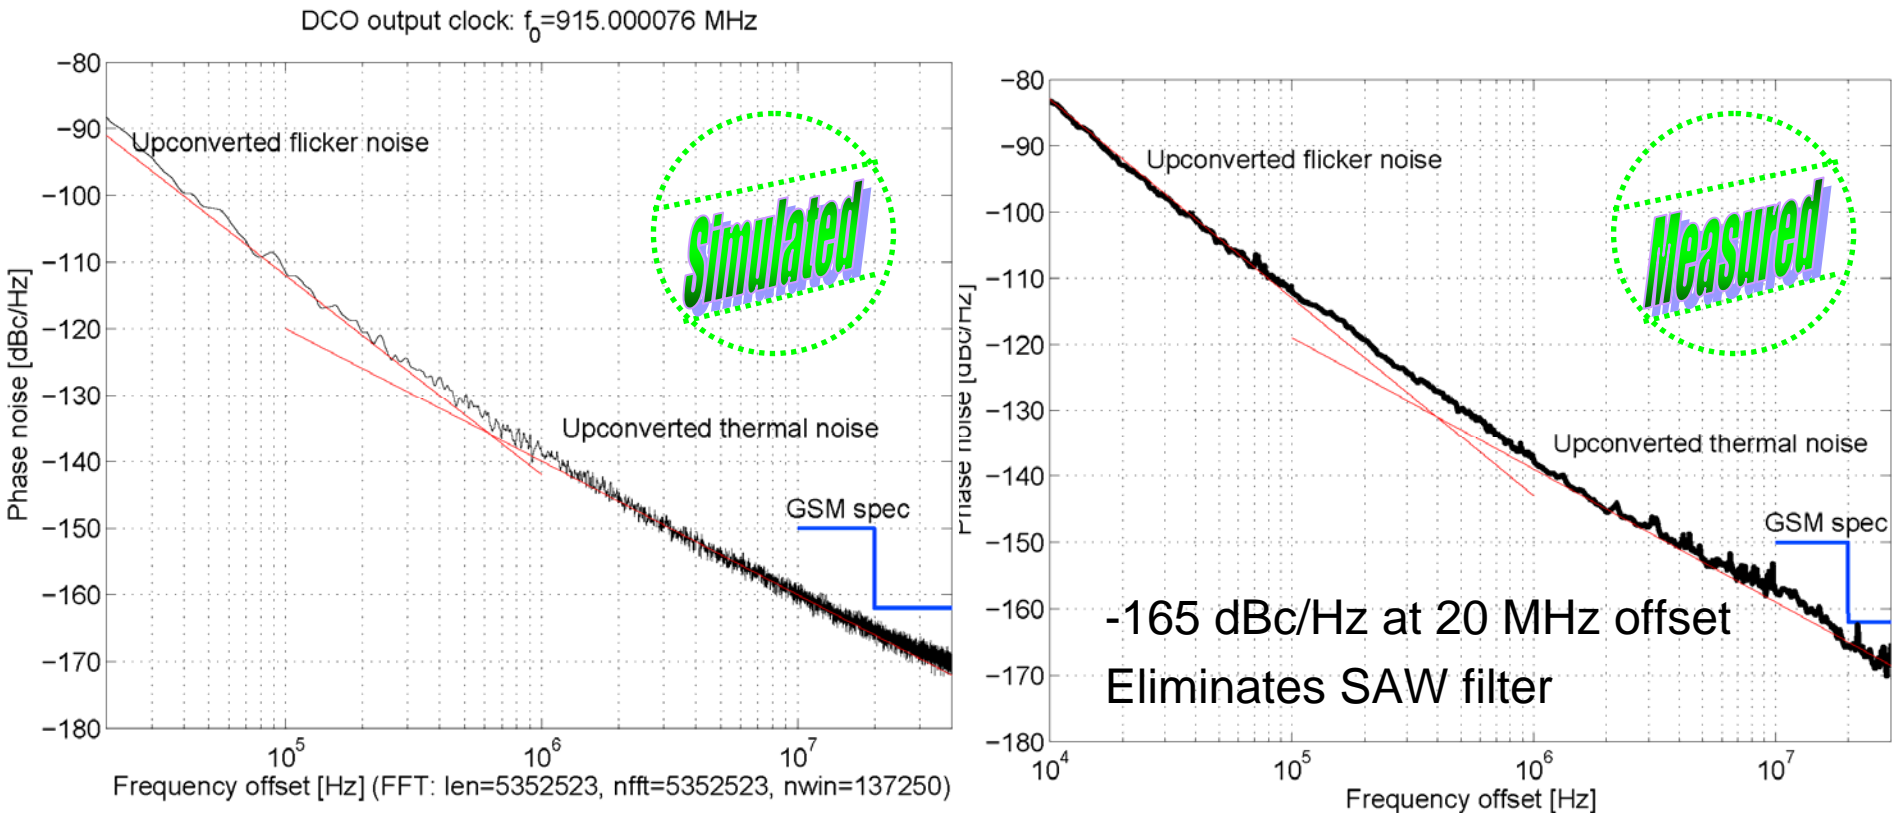 DCO output clock: f0=915.000076 MHz
−80
−90
−100
−110
−120
−130
−140
−150
−160
−170
−180
Phase noise [dBc/Hz]
Upconverted flicker noise
Simulated
Upconverted thermal noise
GSM spec
10^5
10^6
10^7
Frequency offset [Hz] (FFT: len=5352523, nfft=5352523, nwin=137250)
−80
−90
−100
−110
−120
−130
−140
−150
−160
−170
−180
Phase noise [dBc/Hz]
Upconverted flicker noise
Measured
Upconverted thermal noise
GSM spec
-165 dBc/Hz at 20 MHz offset
Eliminates SAW filter
10^4
10^5
10^6
10^7
Frequency offset [Hz]